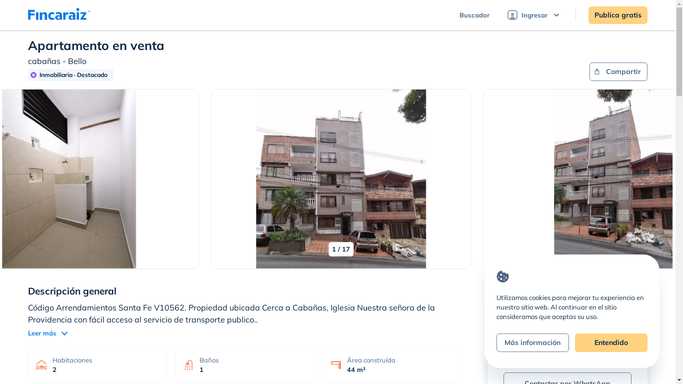 Fincaraiz
Buscador
Ingresar
Publica gratis
Apartamento en venta
cabañas - Bello
Inmobiliaria · Destacado
Compartir
1 / 17
Descripción general
Código Arrendamientos Santa Fe V10562. Propiedad ubicada Cerca a Cabañas, Iglesia Nuestra señora de la
Providencia con fácil acceso al servicio de transporte publico..
Leer más
Habitaciones
2
Baños
1
Área construida
44 m²
Utilizamos cookies para mejorar tu experiencia en
nuestro sitio web. Al continuar en el sitio
consideramos que aceptas su uso.
Más información
Entendido
Contactar por WhatsApp